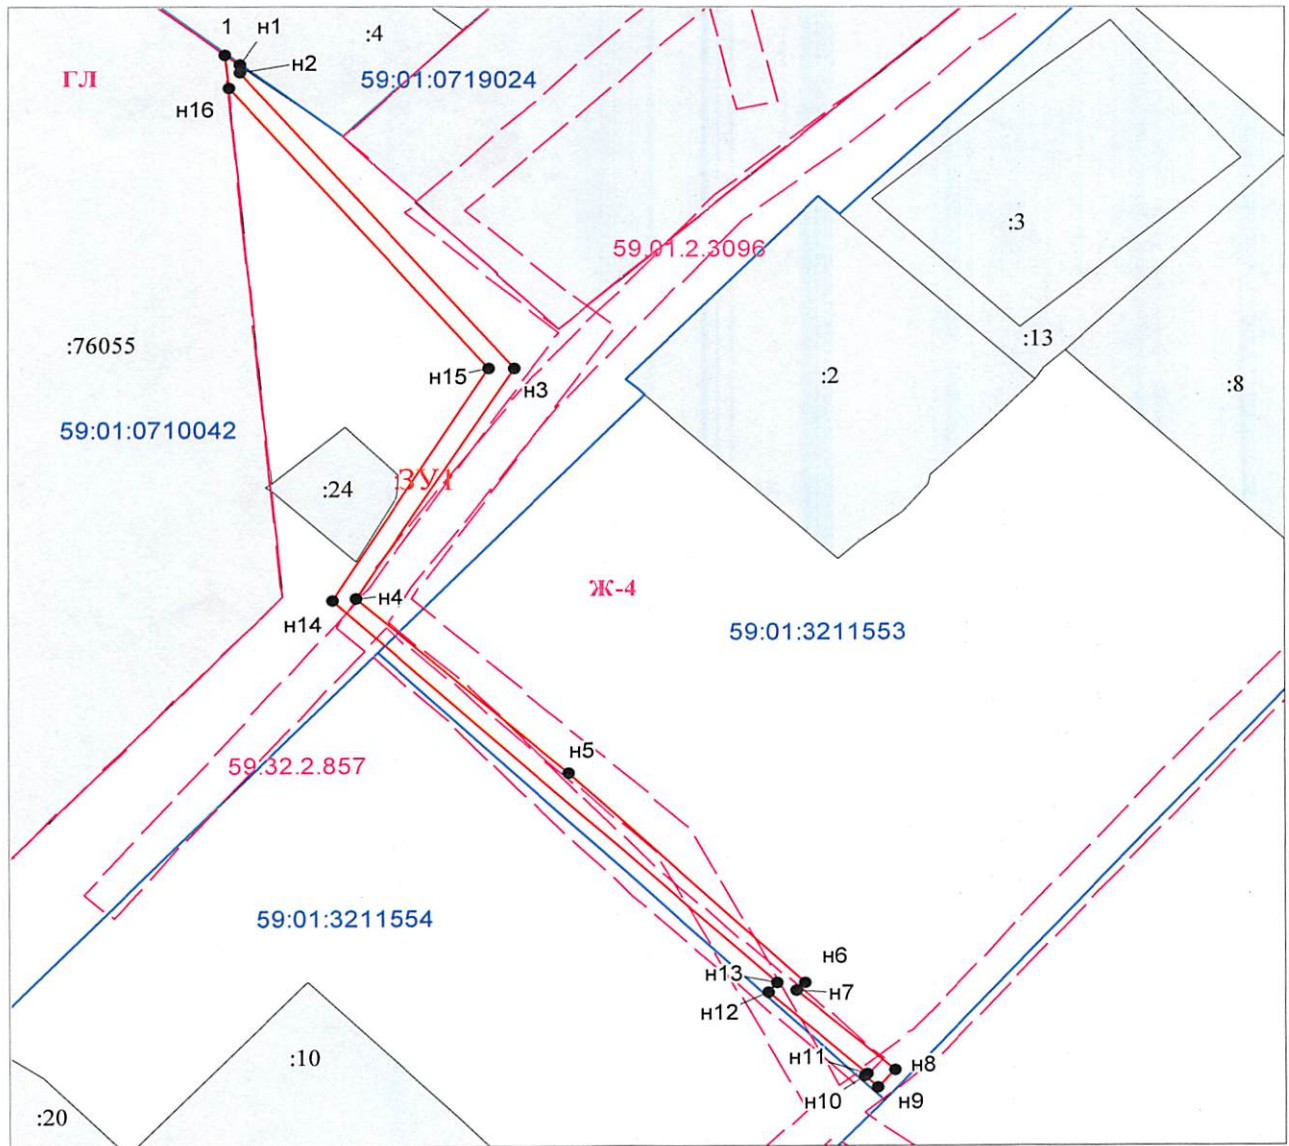 1
н1
:4
н2
ГЛ
59:01:0719024
н16
:3
59.01.2.3096
:13
:76055
н15
н3
:2
:8
59:01:0710042
:24
:ЗУ1
н4
Ж-4
н14
59:01:3211553
н5
59.32.2.857
59:01:3211554
н6
н13
н7
н12
:10
н11
н8
н10
н9
:20